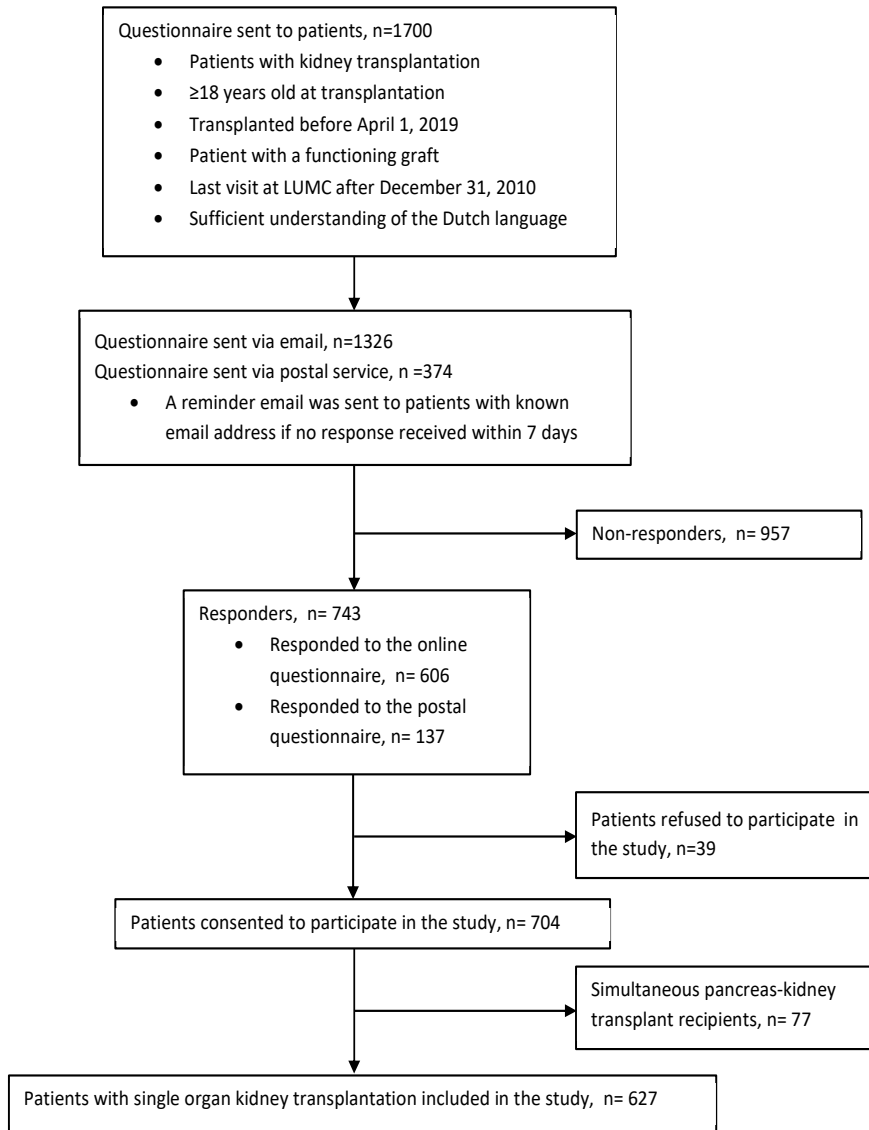 Questionnaire sent to patients, n=1700
• Patients with kidney transplantation
• ≥18 years old at transplantation
• Transplanted before April 1, 2019
• Patient with a functioning graft
• Last visit at LUMC after December 31, 2010
• Sufficient understanding of the Dutch language
Questionnaire sent via email, n=1326
Questionnaire sent via postal service, n =374
• A reminder email was sent to patients with known
email address if no response received within 7 days
Non-responders, n= 957
Responders, n= 743
• Responded to the online
questionnaire, n= 606
• Responded to the postal
questionnaire, n= 137
Patients refused to participate in
the study, n=39
Patients consented to participate in the study, n= 704
Simultaneous pancreas-kidney
transplant recipients, n= 77
Patients with single organ kidney transplantation included in the study, n= 627